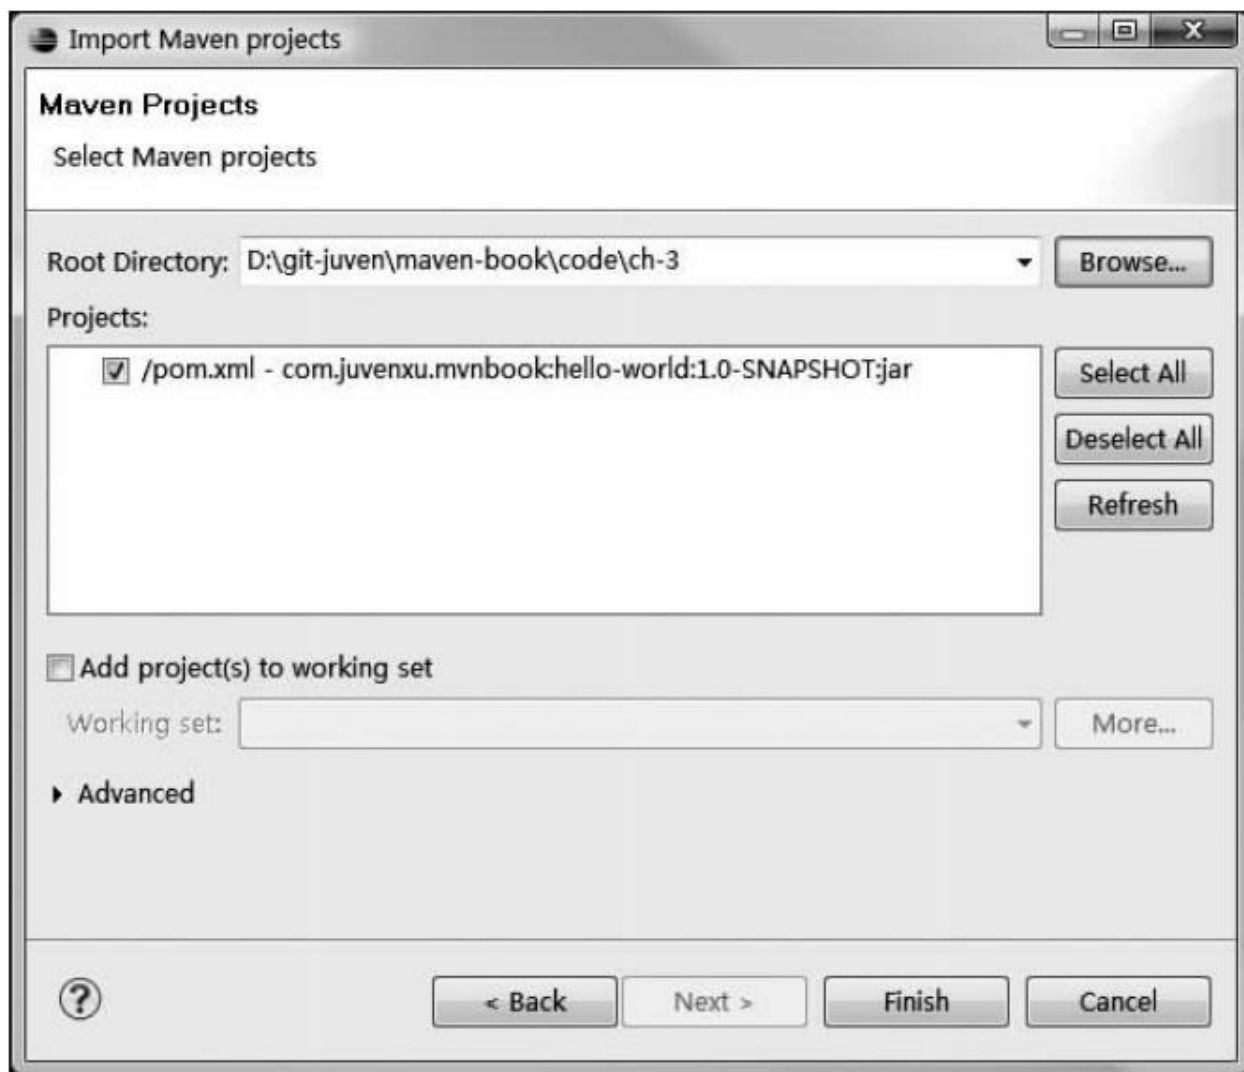 Import Maven projects
Maven Projects
Select Maven projects
Root Directory: D:\git-juven\maven-book\code\ch-3 Browse...
Projects:
/pom.xml - com.juvenxu.mvnbook:hello-world:1.0-SNAPSHOT:jar
Select All
Deselect All
Refresh
Add project(s) to working set
Working set: More...
Advanced
? < Back Next > Finish Cancel